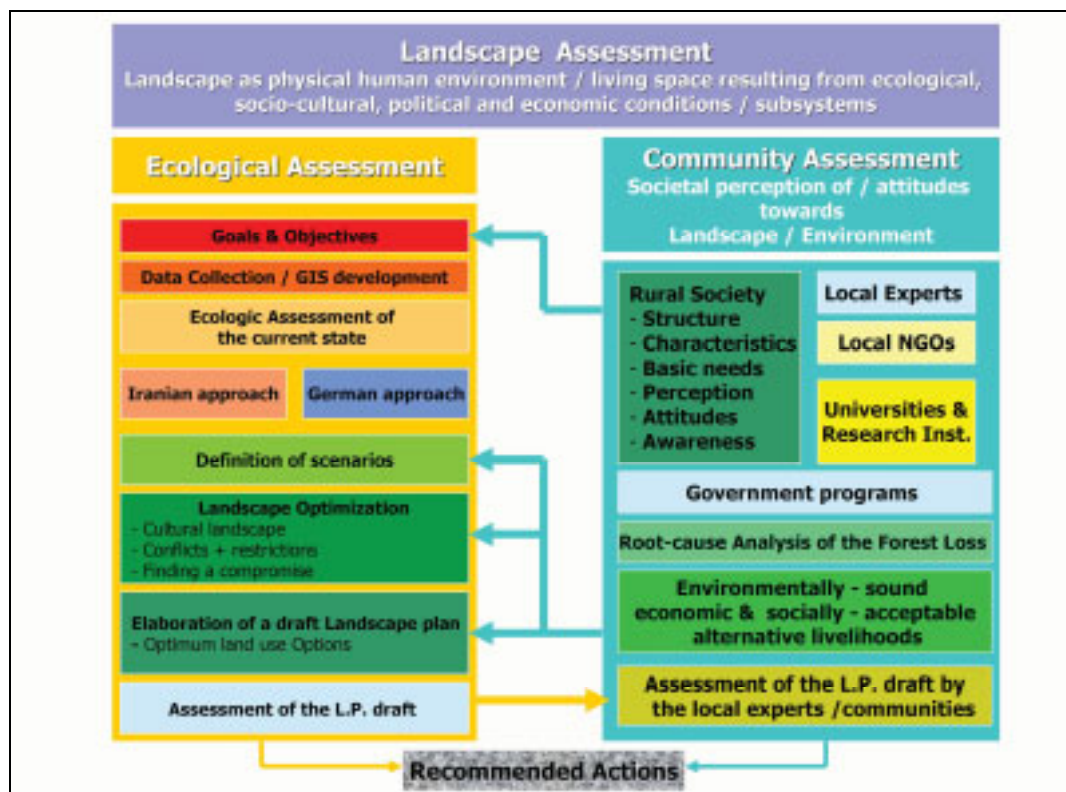 Landscape Assessment
Landscape as physical human environment / living space resulting from ecological,
socio-cultural, political and economic conditions / subsystems
Ecological Assessment
Goals & Objectives
Data Collection / GIS development
Ecologic Assessment of
the current state
Iranian approach
German approach
Definition of scenarios
Landscape Optimization
- Cultural landscape
- Conflicts + restrictions
- Finding a compromise
Elaboration of a draft Landscape plan
- Optimum land use Options
Assessment of the L.P. draft
Community Assessment
Societal perception of / attitudes
towards
Landscape / Environment
Rural Society
- Structure
- Characteristics
- Basic needs
- Perception
- Attitudes
- Awareness
Local Experts
Local NGOs
Universities &
Research Inst.
Government programs
Root-cause Analysis of the Forest Loss
Environmentally - sound
economic & socially - acceptable
alternative livelihoods
Assessment of the L.P. draft by
the local experts /communities
Recommended Actions